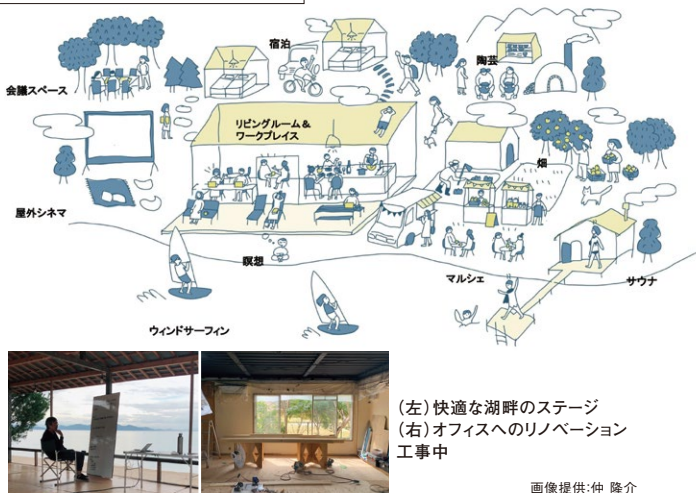 宿泊
陶芸
会議スペース
リビングルーム＆
ワークプレイス
畑
屋外シネマ
瞑想
マルシェ
サウナ
ウィンドサーフィン
(左)快適な湖畔のステージ
(右)オフィスへのリノベーション
工事中
画像提供:仲 隆介